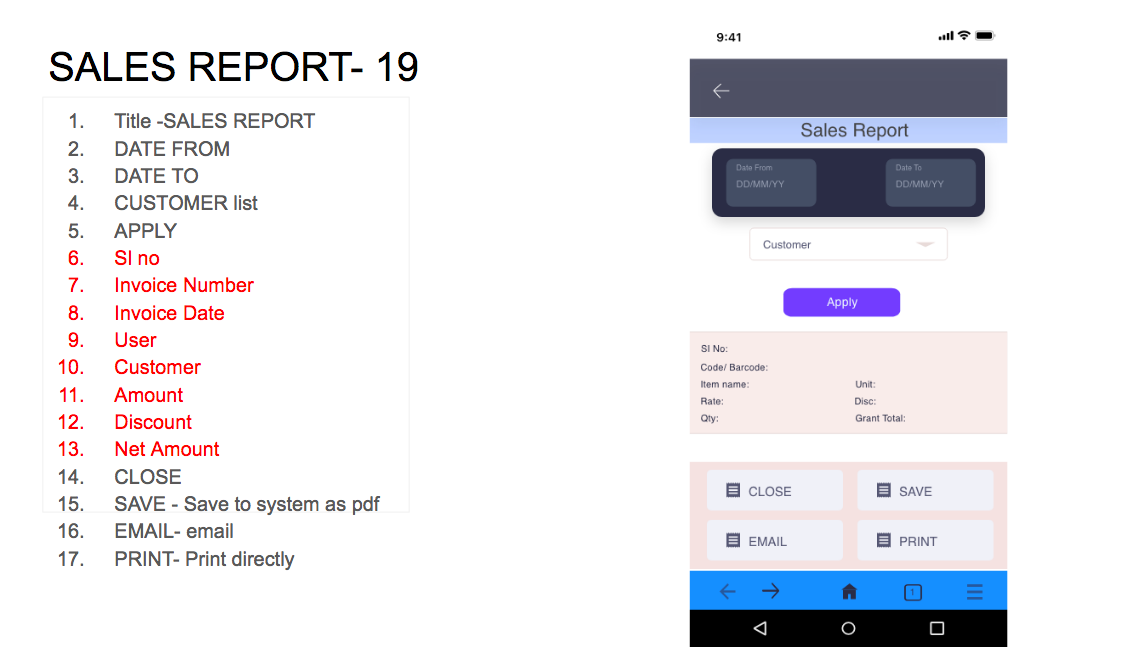 SALES REPORT- 19
1. Title -SALES REPORT
2. DATE FROM
3. DATE TO
4. CUSTOMER list
5. APPLY
6. SI no
7. Invoice Number
8. Invoice Date
9. User
10. Customer
11. Amount
12. Discount
13. Net Amount
14. CLOSE
15. SAVE - Save to system as pdf
16. EMAIL- email
17. PRINT- Print directly
9:41
Sales Report
Date From
DD/MM/YY
Date To
DD/MM/YY
Customer
Apply
SI No:
Code/ Barcode:
Item name: Unit:
Rate: Disc:
Qty: Grant Total:
CLOSE SAVE
EMAIL PRINT
1